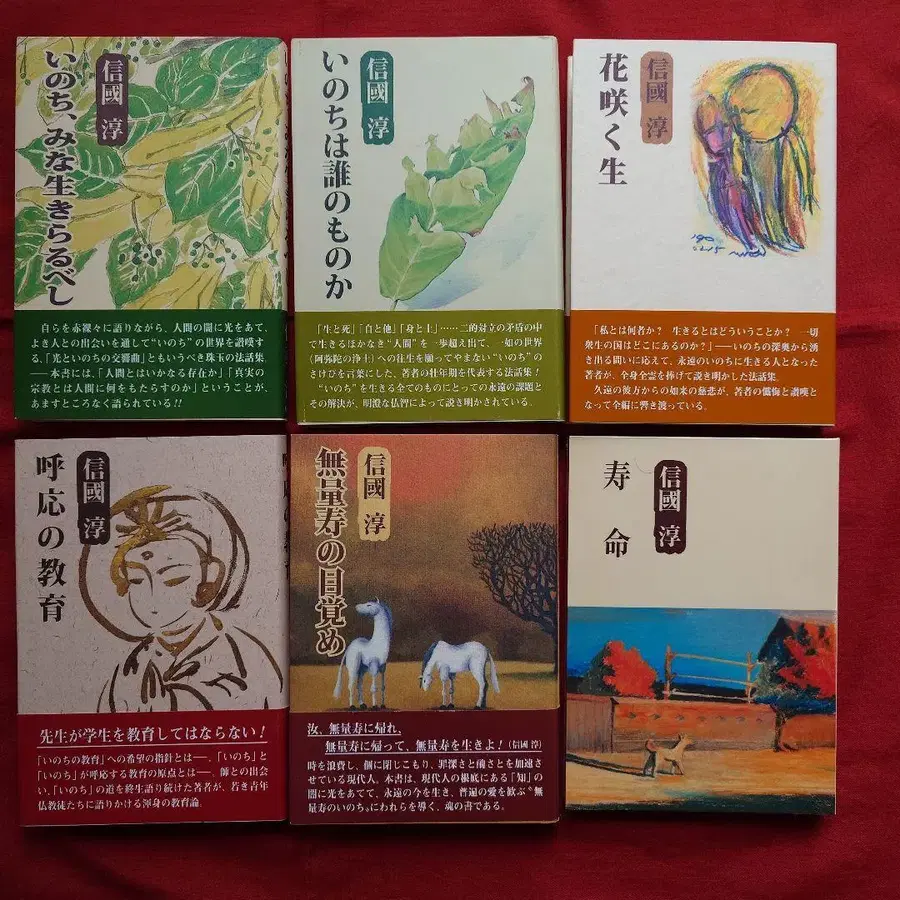 信國 淳
いのち、みな生きらるべし
自らを赤裸々に語りながら、人間の闇に光をあて、
よき人との出会いを通して“いのち”の世界を讃嘆す
る、「光といのちの交響曲」ともいうべき珠玉の法話集。
――本書には、「人間とはいかなる存在か」「真実の
宗教とは人間に何をもたらすのか」ということが、
あますところなく語られている!!
信國 淳
いのちは誰のものか
「生と死」「自と他」「身と土」……二的対立の矛盾の中
で生きるほかなき“人間”を一歩超え出て、一如の世界
(阿弥陀の浄土)への往生を願ってやまない“いのち”の
さけびを言葉にした、著者の壮年期を代表する法話集!
“いのち”を生きる全てのものにとっての永遠の課題と
その解決が、明澄な仏智によって説き明かされている。
信國 淳
花咲く生
「私とは何者か? 生きるとはどういうことか? 一切
衆生の国はどこにあるのか?」――いのちの深奥から湧
き出る問いに応えて、永遠のいのちに生きる人となった
著者が、全身全霊を捧げて説き明かした法話集。
久遠の彼方からの如来の慈悲が、著者の懺悔と讃嘆と
なって全編に響き渡っている。
信國 淳
呼応の教育
先生が学生を教育してはならない!
「いのちの教育」への希望の指針とは――、「いのち」と
「いのち」が呼応する教育の原点とは――、師との出会
い、「いのち」の道を終生語り続けた著者が、若き青年
仏教徒たちに語りかける渾身の教育論。
信國 淳
無量寿の目覚め
汝、無量寿に帰れ、
無量寿に帰って、無量寿を生きよ!(信國 淳)
時を浪費し、個に閉じこもり、罪深さと醜さとを加速さ
せている現代人。本書は、現代人の根底にある「知」の
闇に光をあてて、永遠の今を生き、普遍の愛を歓ぶ“無
量寿のいのち”にわれらを導く、魂の書である。
信國 淳
寿命